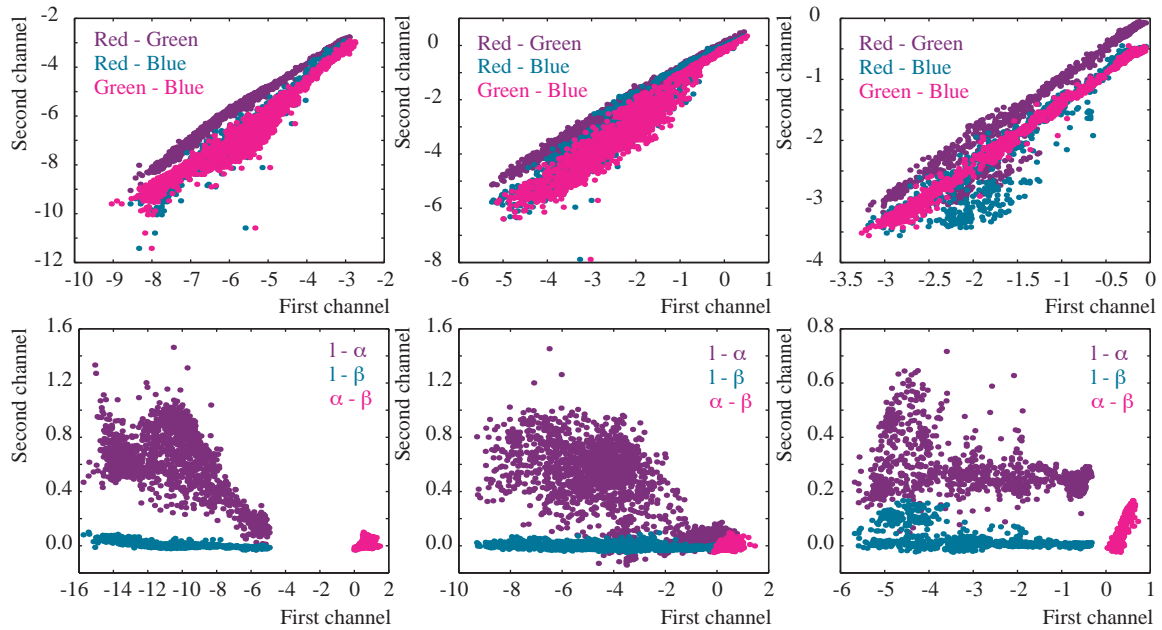 Second channel
-2
-4
-6
-8
-10
-12
Red - Green
Red - Blue
Green - Blue
-10 -9 -8 -7 -6 -5 -4 -3 -2
First channel
Second channel
0
-2
-4
-6
-8
Red - Green
Red - Blue
Green - Blue
-6 -5 -4 -3 -2 -1 0 1
First channel
Second channel
0
-1
-2
-3
-4
Red - Green
Red - Blue
Green - Blue
-3.5 -3 -2.5 -2 -1.5 -1 -0.5 0
First channel
Second channel
1.6
1.2
0.8
0.4
0.0
l - α
l - β
α - β
-16 -14 -12 -10 -8 -6 -4 -2 0 2
First channel
Second channel
1.6
1.2
0.8
0.4
0.0
l - α
l - β
α - β
-10 -8 -6 -4 -2 0 2
First channel
Second channel
0.8
0.6
0.4
0.2
0.0
l - α
l - β
α - β
-6 -5 -4 -3 -2 -1 0 1
First channel